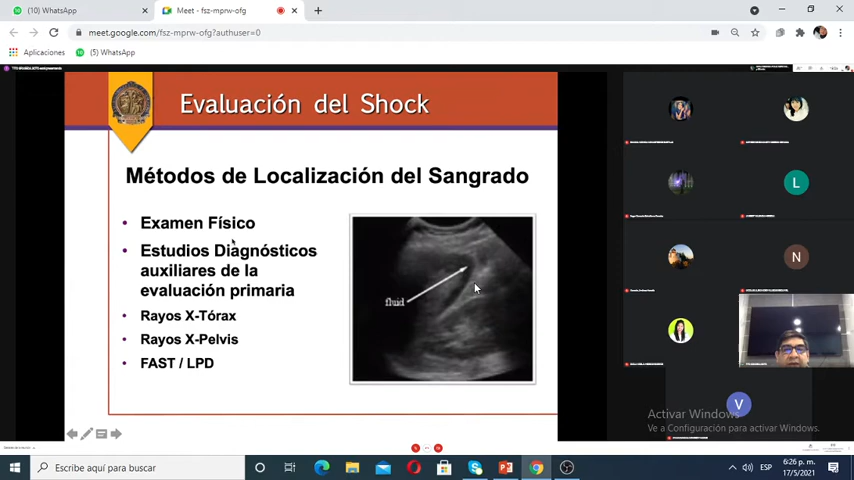 (10) WhatsApp
Meet - fsz-mprw-ofg
meet.google.com/fsz-mprw-ofg?authuser=0
Aplicaciones
(5) WhatsApp
Evaluación del Shock
Métodos de Localización del Sangrado
• Examen Físico
• Estudios Diagnósticos
auxiliares de la
evaluación primaria
• Rayos X-Tórax
• Rayos X-Pelvis
• FAST / LPD
fluid
L
N
V
Activar Windows
Ve a Configuración para activar Windows.
Escribe aquí para buscar
ESP
6:26 p. m.
17/5/2021